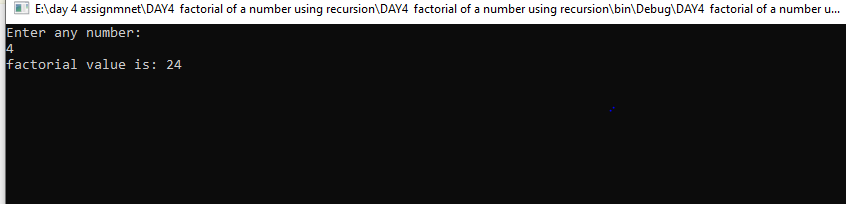 E:\day 4 assignmnet\DAY4 factorial of a number using recursion\DAY4 factorial of a number using recursion\bin\Debug\DAY4 factorial of a number u...
Enter any number:
4
factorial value is: 24